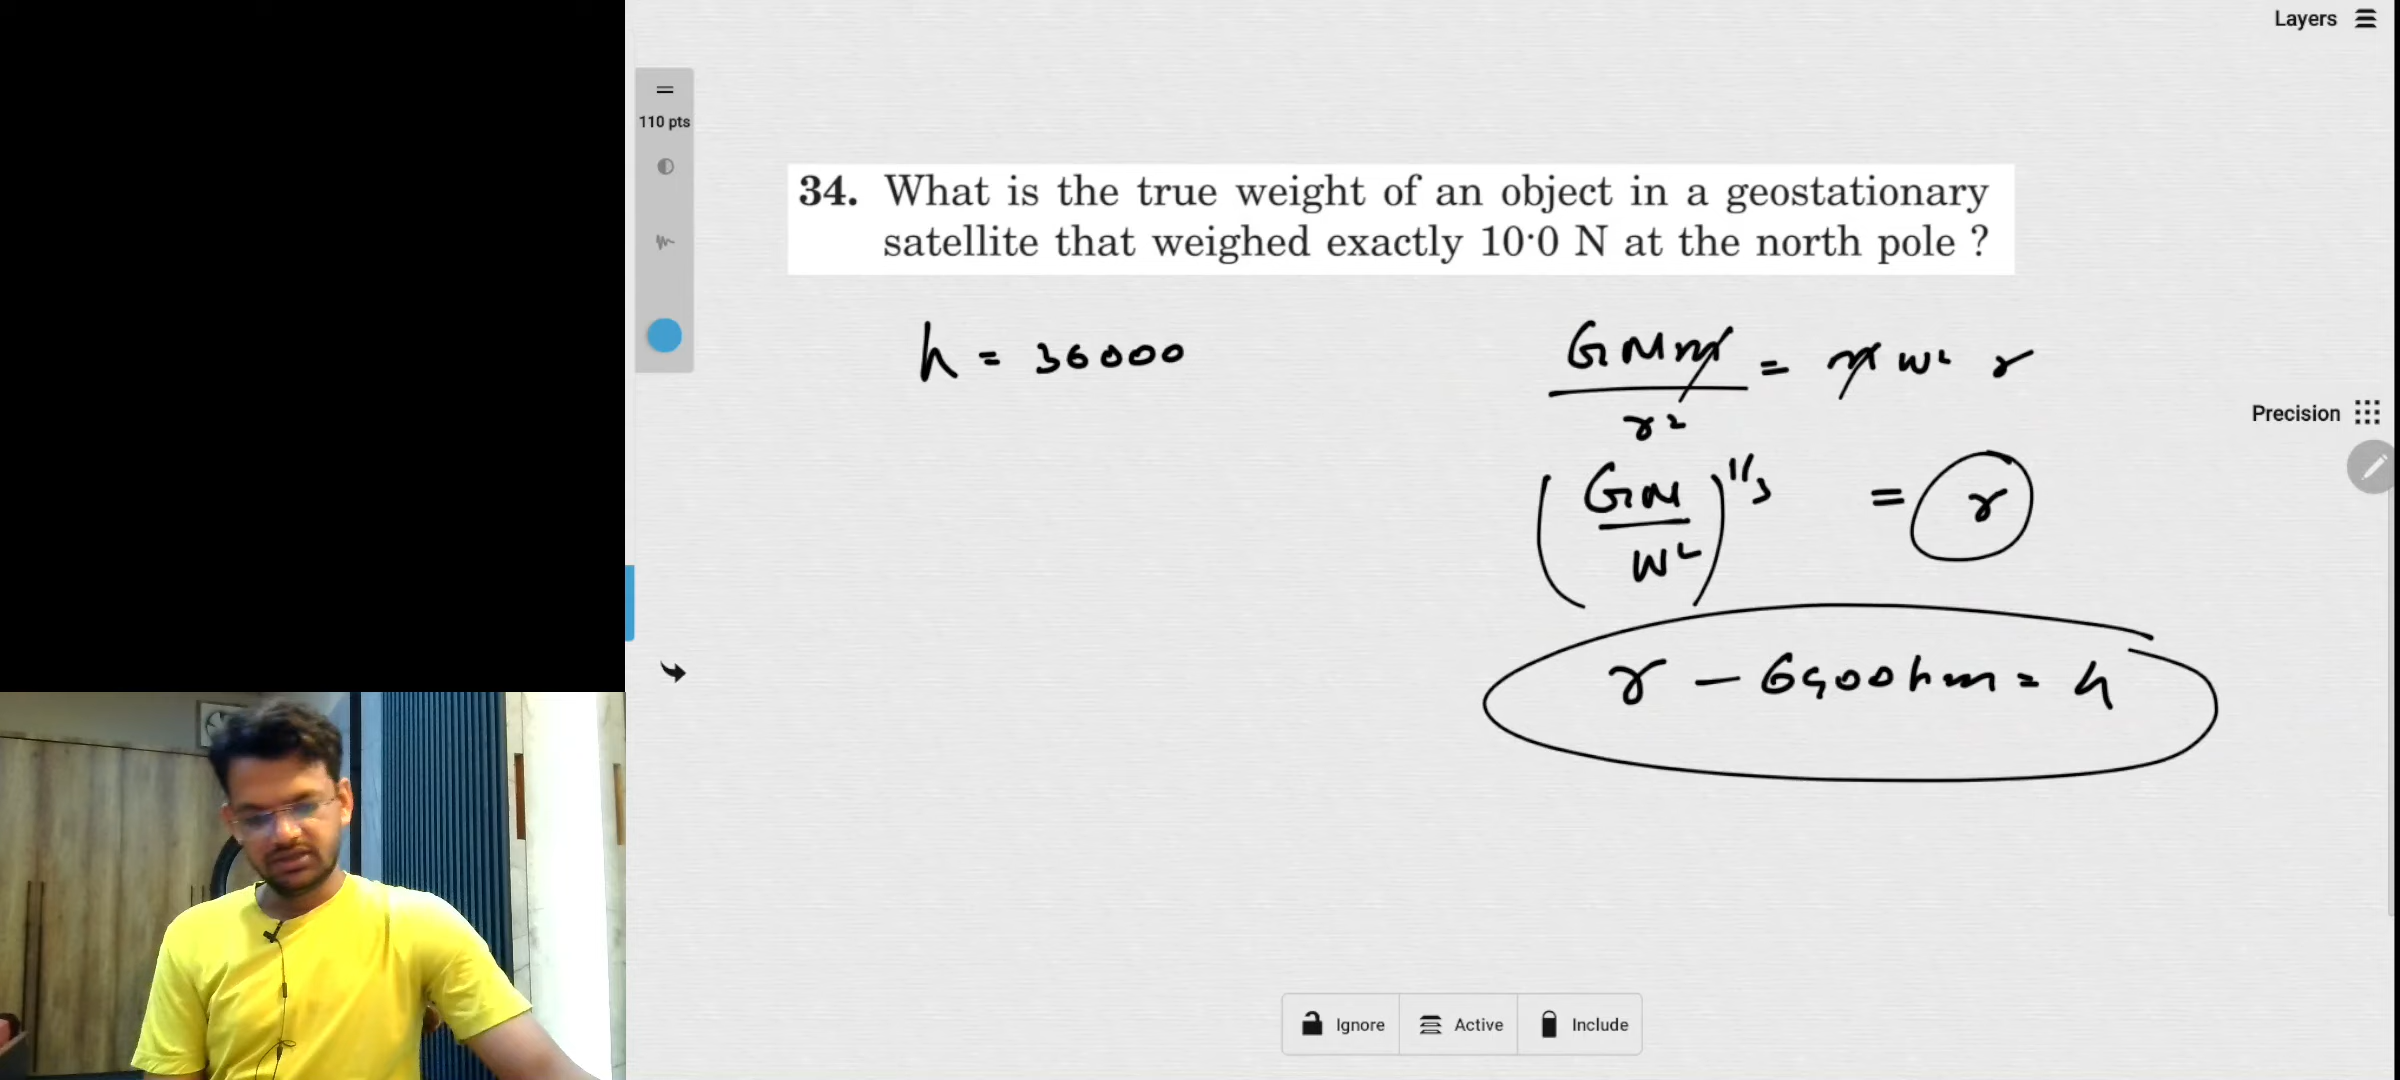 Layers
110 pts
34. What is the true weight of an object in a geostationary
satellite that weighed exactly 10·0 N at the north pole ?
h = 36000
GMm / r² = m w² r
(GM / w²)^1/3 = r
Precision
r – 6400 km = h
Ignore Active Include